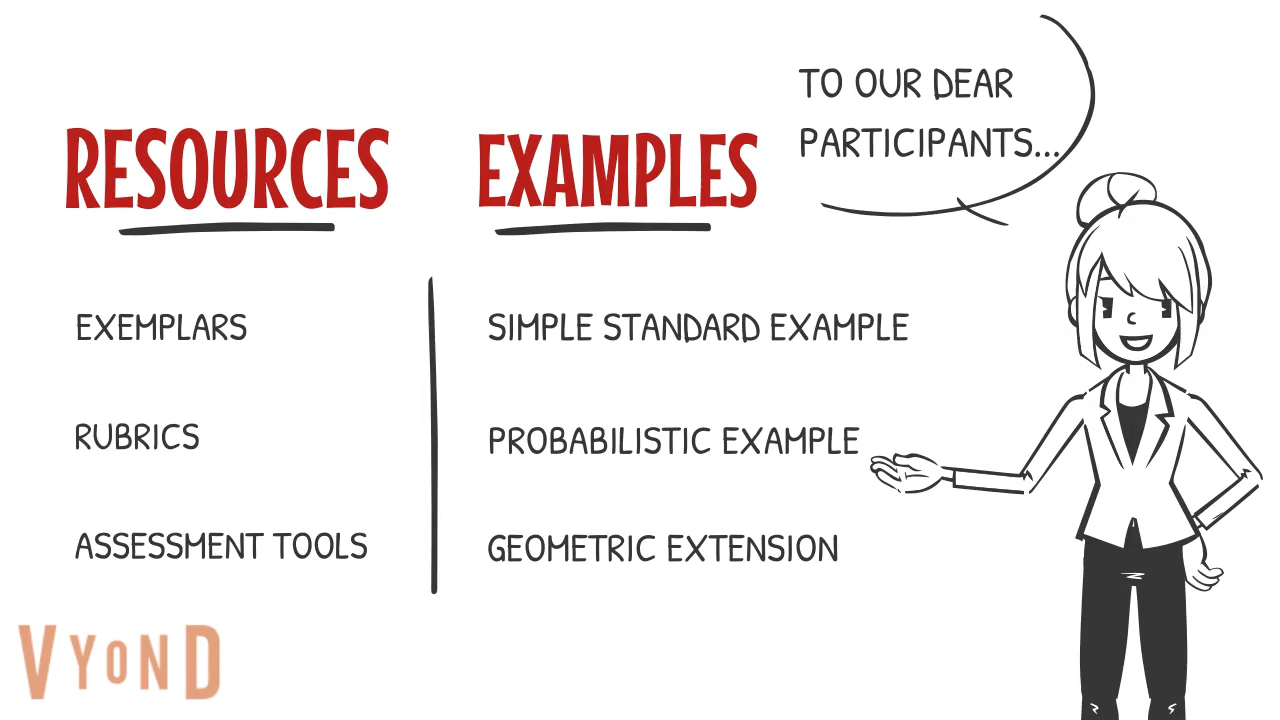 TO OUR DEAR
PARTICIPANTS...
RESOURCES
EXAMPLES
EXEMPLARS
SIMPLE STANDARD EXAMPLE
RUBRICS
PROBABILISTIC EXAMPLE
ASSESSMENT TOOLS
GEOMETRIC EXTENSION
VYOND